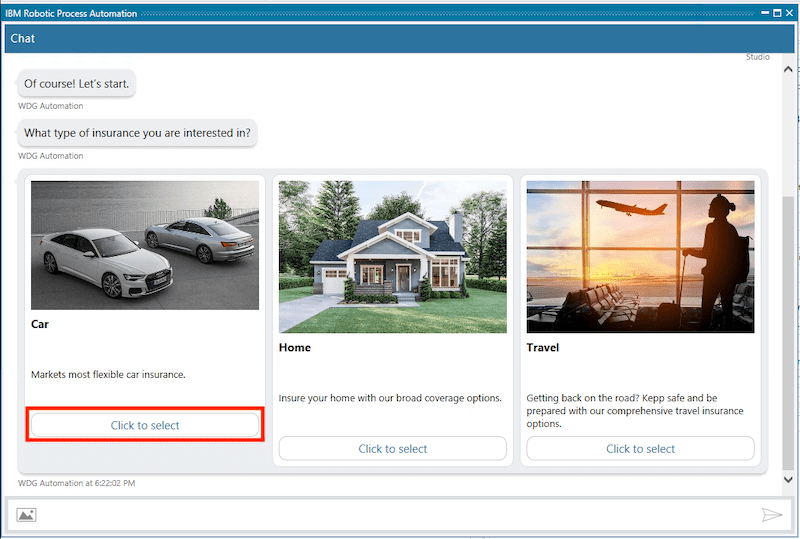 IBM Robotic Process Automation
Chat
Studio
Of course! Let's start.
WDG Automation
What type of insurance you are interested in?
WDG Automation
Car
Markets most flexible car insurance.
Click to select
Home
Insure your home with our broad coverage options.
Click to select
Travel
Getting back on the road? Kepp safe and be
prepared with our comprehensive travel insurance
options.
Click to select
WDG Automation at 6:22:02 PM